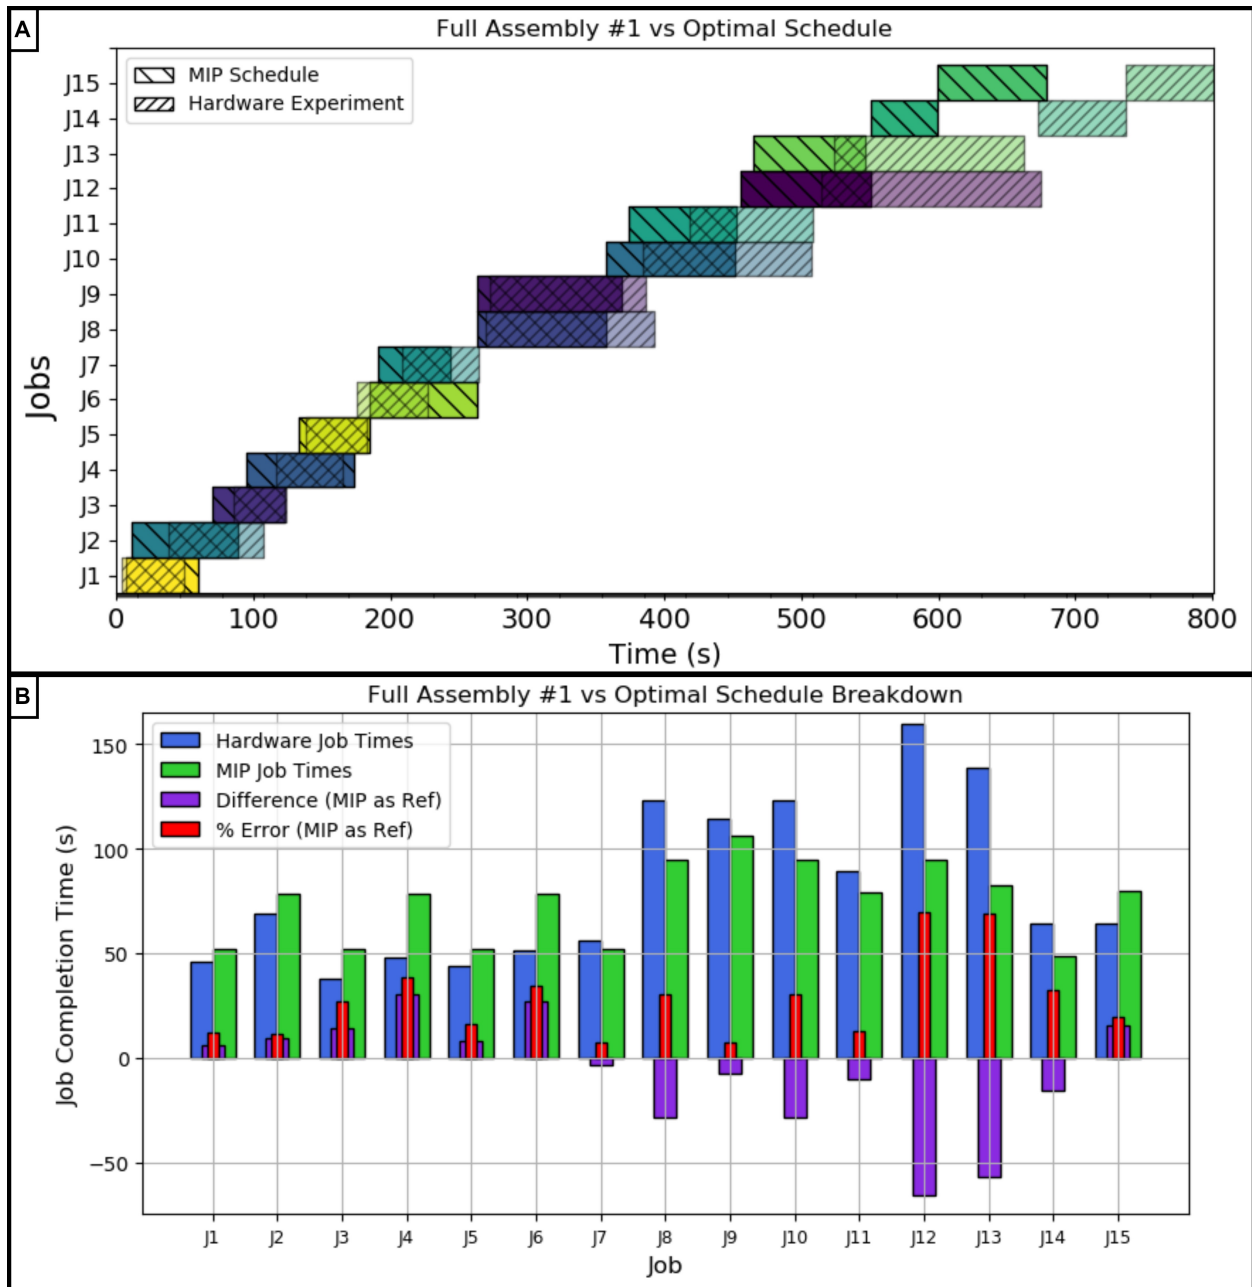 A
Full Assembly #1 vs Optimal Schedule
MIP Schedule
Hardware Experiment
J15
J14
J13
J12
J11
J10
J9
J8
J7
J6
J5
J4
J3
J2
J1
Jobs
0 100 200 300 400 500 600 700 800
Time (s)
B
Full Assembly #1 vs Optimal Schedule Breakdown
Hardware Job Times
MIP Job Times
Difference (MIP as Ref)
% Error (MIP as Ref)
150
100
50
0
−50
Job Completion Time (s)
J1 J2 J3 J4 J5 J6 J7 J8 J9 J10 J11 J12 J13 J14 J15
Job